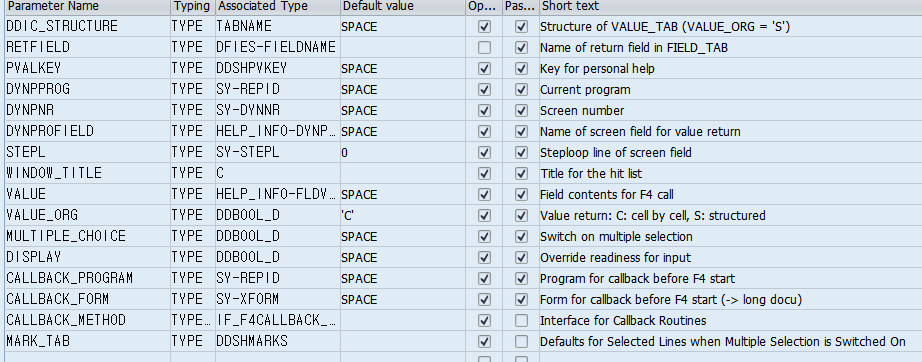 Parameter Name Typing Associated Type Default value Op... Pas... Short text
DDIC_STRUCTURE TYPE TABNAME SPACE Structure of VALUE_TAB (VALUE_ORG = 'S')
RETFIELD TYPE DFIES-FIELDNAME Name of return field in FIELD_TAB
PVALKEY TYPE DDSHPVKEY SPACE Key for personal help
DYNPPROG TYPE SY-REPID SPACE Current program
DYNPNR TYPE SY-DYNNR SPACE Screen number
DYNPROFIELD TYPE HELP_INFO-DYNP... SPACE Name of screen field for value return
STEPL TYPE SY-STEPL 0 Steploop line of screen field
WINDOW_TITLE TYPE C Title for the hit list
VALUE TYPE HELP_INFO-FLDV... SPACE Field contents for F4 call
VALUE_ORG TYPE DDBOOL_D 'C' Value return: C: cell by cell, S: structured
MULTIPLE_CHOICE TYPE DDBOOL_D SPACE Switch on multiple selection
DISPLAY TYPE DDBOOL_D SPACE Override readiness for input
CALLBACK_PROGRAM TYPE SY-REPID SPACE Program for callback before F4 start
CALLBACK_FORM TYPE SY-XFORM SPACE Form for callback before F4 start (-> long docu)
CALLBACK_METHOD TYPE... IF_F4CALLBACK_... Interface for Callback Routines
MARK_TAB TYPE DDSHMARKS Defaults for Selected Lines when Multiple Selection is Switched On